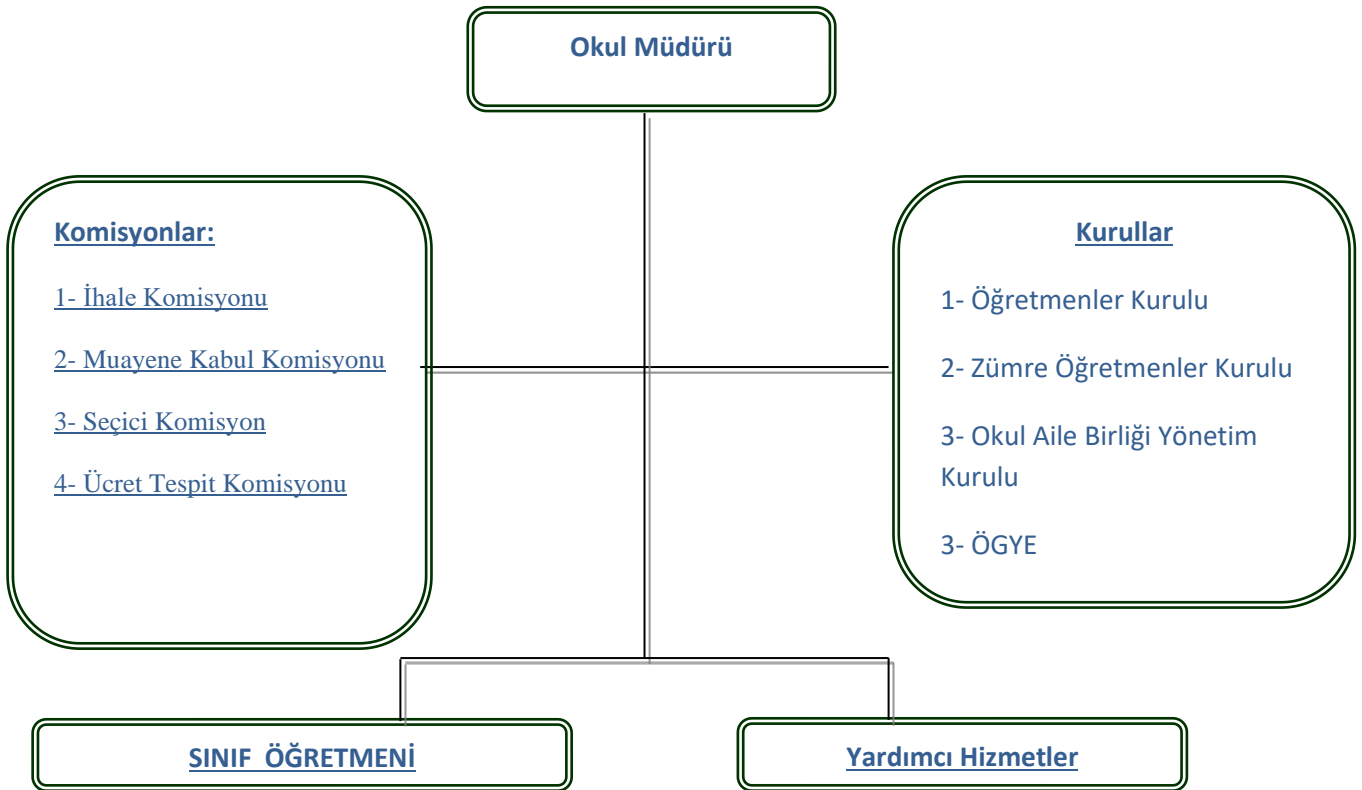 Okul Müdürü
Komisyonlar:
1- İhale Komisyonu
2- Muayene Kabul Komisyonu
3- Seçici Komisyon
4- Ücret Tespit Komisyonu
Kurullar
1- Öğretmenler Kurulu
2- Zümre Öğretmenler Kurulu
3- Okul Aile Birliği Yönetim
Kurulu
3- ÖGYE
SINIF ÖĞRETMENİ
Yardımcı Hizmetler